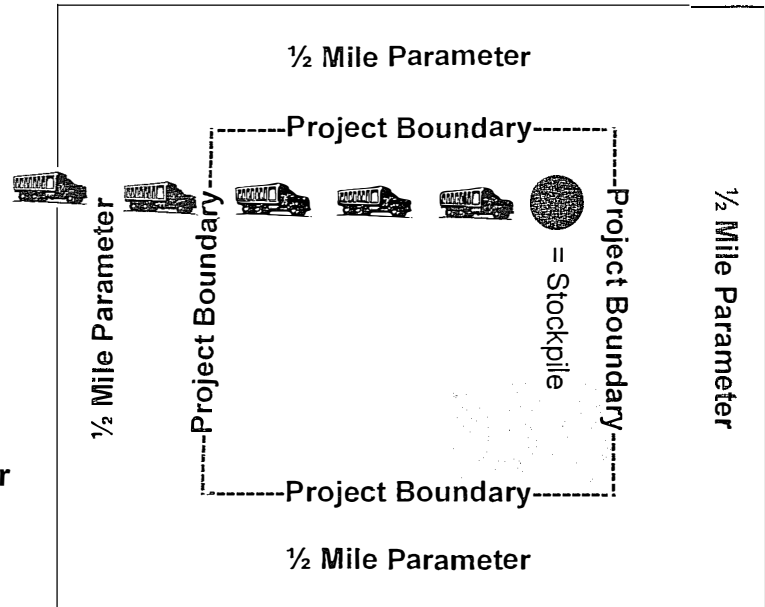 ½ Mile Parameter
-------Project Boundary-------
½ Mile Parameter
Project Boundary
= Stockpile
Project Boundary
½ Mile Parameter
r
-------Project Boundary-------
½ Mile Parameter